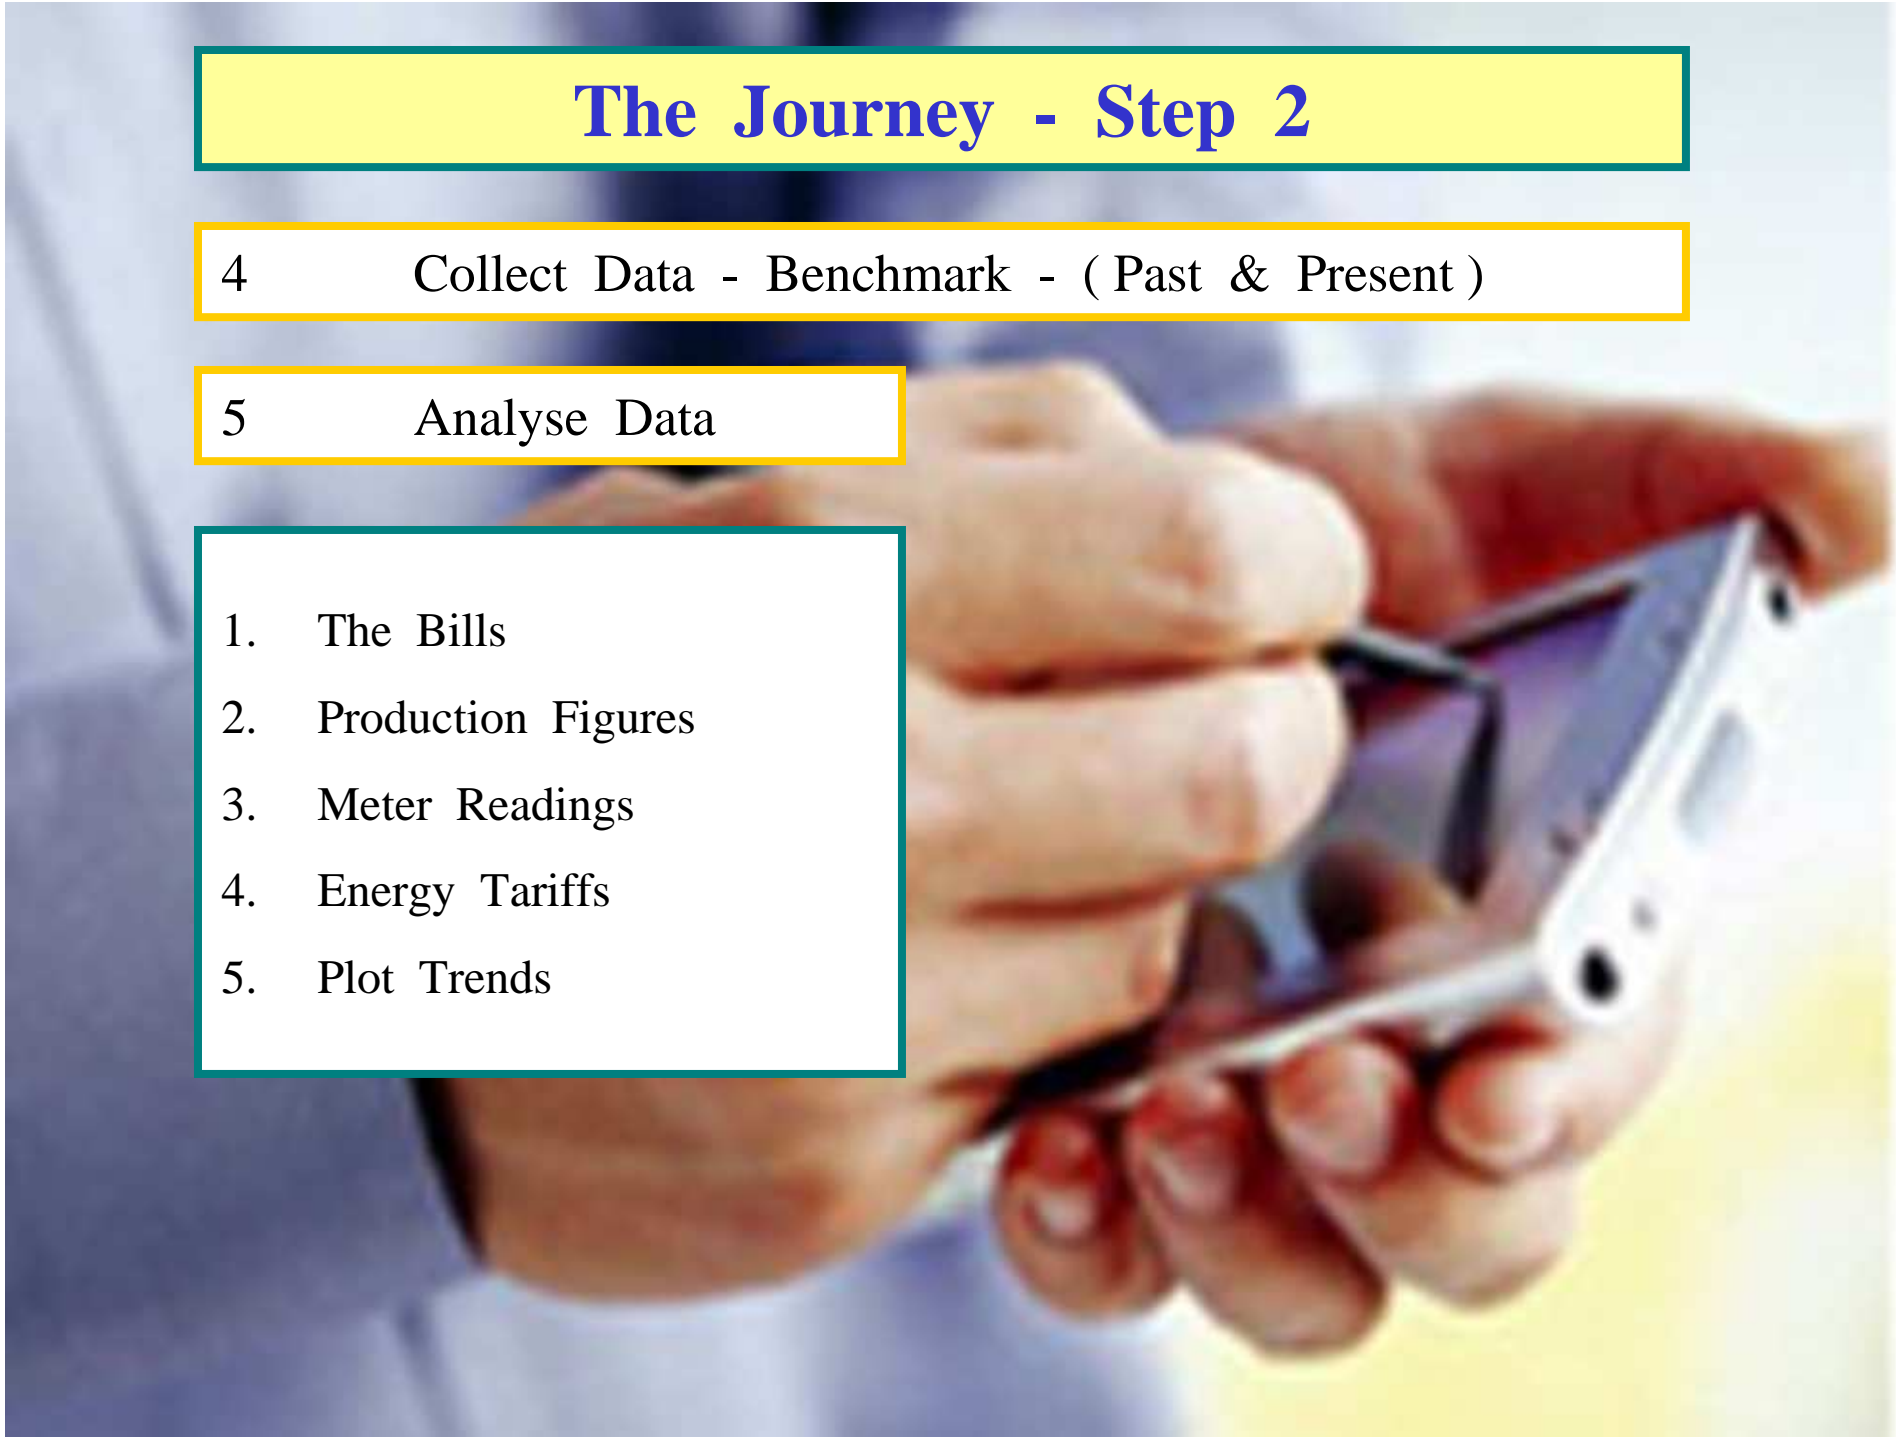 The Journey - Step 2
4 Collect Data - Benchmark - ( Past & Present )
5 Analyse Data
1. The Bills
2. Production Figures
3. Meter Readings
4. Energy Tariffs
5. Plot Trends